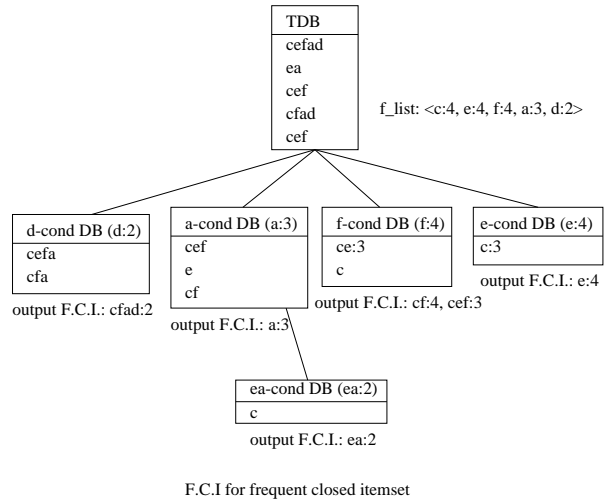 TDB
cefad
ea
cef
cfad
cef
f_list: <c:4, e:4, f:4, a:3, d:2>
d-cond DB (d:2)
cefa
cfa
output F.C.I.: cfad:2
a-cond DB (a:3)
cef
e
cf
output F.C.I.: a:3
f-cond DB (f:4)
ce:3
c
output F.C.I.: cf:4, cef:3
e-cond DB (e:4)
c:3
output F.C.I.: e:4
ea-cond DB (ea:2)
c
output F.C.I.: ea:2
F.C.I for frequent closed itemset